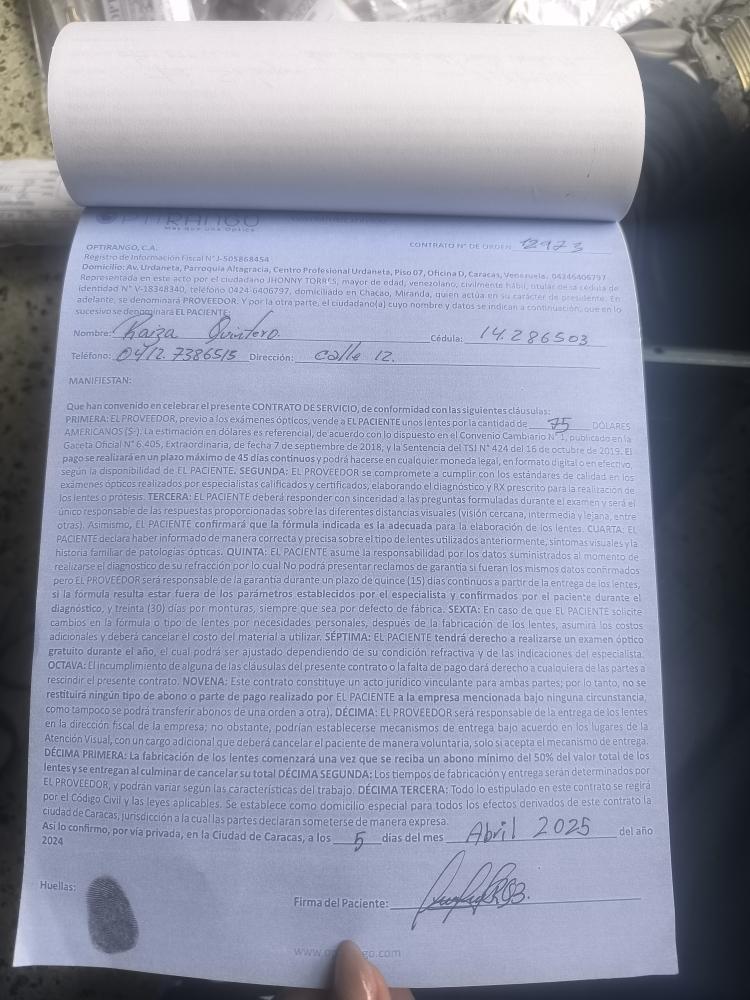 OPTIRANGO
Más que una Óptica
OPTIRANGO, C.A. CONTRATO N° DE ORDEN 12973
Registro de Información Fiscal N° J-505868454
Domicilio: Av. Urdaneta, Parroquia Altagracia, Centro Profesional Urdaneta, Piso 07, Oficina D, Caracas, Venezuela. 04246406797
Representada en este acto por el ciudadano JHONNY TORRES, mayor de edad, venezolano, civilmente hábil, titular de la cédula de
identidad N° V-18348340, teléfono 0424-6406797, domiciliado en Chacao, Miranda, quien actúa en su carácter de presidente. En
adelante, se denominará PROVEEDOR. Y por la otra parte, el ciudadano(a) cuyo nombre y datos se indican a continuación, que en lo
sucesivo se denominará EL PACIENTE:
Nombre: Raiza Quintero. Cédula: 14.286503
Teléfono: 0412.7386515 Dirección: Calle 12.
MANIFIESTAN:
Que han convenido en celebrar el presente CONTRATO DE SERVICIO, de conformidad con las siguientes cláusulas:
PRIMERA: EL PROVEEDOR, previo a los exámenes ópticos, vende a EL PACIENTE unos lentes por la cantidad de 75 DÓLARES
AMERICANOS ($-). La estimación en dólares es referencial, de acuerdo con lo dispuesto en el Convenio Cambiario N° 1, publicado en la
Gaceta Oficial N° 6.405, Extraordinaria, de fecha 7 de septiembre de 2018, y la Sentencia del TSJ N° 424 del 16 de octubre de 2019. El
pago se realizará en un plazo máximo de 45 días continuos y podrá hacerse en cualquier moneda legal, en formato digital o en efectivo,
según la disponibilidad de EL PACIENTE. SEGUNDA: EL PROVEEDOR se compromete a cumplir con los estándares de calidad en los
exámenes ópticos realizados por especialistas calificados y certificados, elaborando el diagnóstico y RX prescrito para la realización de
los lentes o prótesis. TERCERA: EL PACIENTE deberá responder con sinceridad a las preguntas formuladas durante el examen y será el
único responsable de las respuestas proporcionadas sobre las diferentes distancias visuales (visión cercana, intermedia y lejana, entre
otras). Asimismo, EL PACIENTE confirmará que la fórmula indicada es la adecuada para la elaboración de los lentes. CUARTA: EL
PACIENTE declara haber informado de manera correcta y precisa sobre el tipo de lentes utilizados anteriormente, síntomas visuales y la
historia familiar de patologías ópticas. QUINTA: EL PACIENTE asume la responsabilidad por los datos suministrados al momento de
realizarse el diagnostico de su refracción por lo cual No podrá presentar reclamos de garantía si fueran los mismos datos confirmados
pero EL PROVEEDOR será responsable de la garantía durante un plazo de quince (15) días continuos a partir de la entrega de los lentes,
si la fórmula resulta estar fuera de los parámetros establecidos por el especialista y confirmados por el paciente durante el
diagnóstico, y treinta (30) días por monturas, siempre que sea por defecto de fábrica. SEXTA: En caso de que EL PACIENTE solicite
cambios en la fórmula o tipo de lentes por necesidades personales, después de la fabricación de los lentes, asumirá los costos
adicionales y deberá cancelar el costo del material a utilizar. SÉPTIMA: EL PACIENTE tendrá derecho a realizarse un examen óptico
gratuito durante el año, el cual podrá ser ajustado dependiendo de su condición refractiva y de las indicaciones del especialista.
OCTAVA: El incumplimiento de alguna de las cláusulas del presente contrato o la falta de pago dará derecho a cualquiera de las partes a
rescindir el presente contrato. NOVENA: Este contrato constituye un acto jurídico vinculante para ambas partes; por lo tanto, no se
restituirá ningún tipo de abono o parte de pago realizado por EL PACIENTE a la empresa mencionada bajo ninguna circunstancia,
como tampoco se podrá transferir abonos de una orden a otra). DÉCIMA: EL PROVEEDOR será responsable de la entrega de los lentes
en la dirección fiscal de la empresa; no obstante, podrían establecerse mecanismos de entrega bajo acuerdo en los lugares de la
Atención Visual, con un cargo adicional que deberá cancelar el paciente de manera voluntaria, solo si acepta el mecanismo de entrega.
DÉCIMA PRIMERA: La fabricación de los lentes comenzará una vez que se reciba un abono mínimo del 50% del valor total de los
lentes y se entregan al culminar de cancelar su total DÉCIMA SEGUNDA: Los tiempos de fabricación y entrega serán determinados por
EL PROVEEDOR, y podrán variar según las características del trabajo. DÉCIMA TERCERA: Todo lo estipulado en este contrato se regirá
por el Código Civil y las leyes aplicables. Se establece como domicilio especial para todos los efectos derivados de este contrato la
ciudad de Caracas, jurisdicción a la cual las partes declaran someterse de manera expresa.
Así lo confirmo, por vía privada, en la Ciudad de Caracas, a los 5 días del mes Abril 2025 del año
2024
Huellas:
Firma del Paciente: